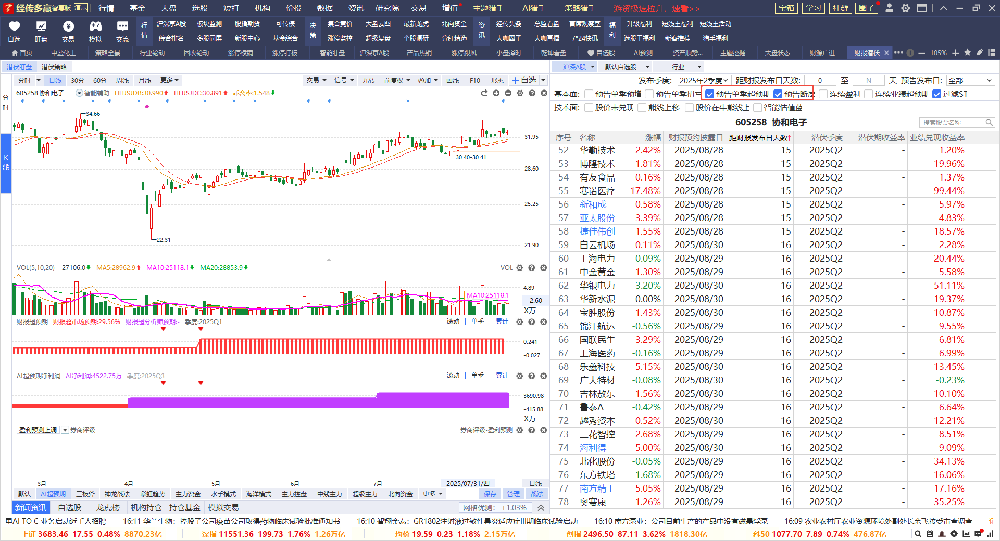 经传多赢 智尊版 演示 行情 基金 大盘 选股 短打 机构 价投 数据 资讯 研究院 交易 增值 主题猎手 AI猎手 策略猎手 游资极速拉升，速看>> 宝箱 学习 社群 圈子
行情 沪深京A股 板块监测 股指期货 可转债 决策 集合竞价 大盘云图 最新龙虎 北向资金 资讯 经传头条 总监看盘 首席观察室 福利 升级福利 短线王福利 短线王活动
自选 盯盘 交易 模拟 交流 综合排名 多股同屏 新股中心 基金综合 涨停监控 超级复盘 个股调研 分红精选 大咖圈子 大咖直播 7*24快讯 选股王福利 新客推荐 猎手福利
首页 中盐化工 策略全景 行业轮动 固收轮动 涨停棱镜 涨停打板 智能盯盘 沪深京A股 产品热销 涨停跟风 小盘择时 乾坤看盘 自选股 AI预测 资产顺势... 主题挖掘 大盘状态 财源广进 财报潜伏 105%
潜伏盯盘 潜伏策略 沪深A股 默认自选股 行业
分时 日线 30分 60分 周线 月线 更多 交易 信号 九转 前复权 叠加 画线 F10 形态 自选
发布季度: 2025年2季度 距财报发布日天数: 0 至 N 天 预告发布日: 全部
605258 协和电子 智能辅助 HHJSJDB:30.990 HHJSJDC:30.891 乖离率:1.548
基本面: 预告单季预增 预告单季扭亏 预告单季超预期 预告断层 连续盈利 连续业绩超预期 过滤ST
技术面: 股价未兑现 熊线上移 股价在牛熊线上 智能估值蓝
分时
K线
34.66
31.95
30.40-30.41
28.60
25.25
22.31
21.90
605258 协和电子 搜索股票名称
序号 名称 涨幅 财报预约披露日 距财报发布日天数↑ 潜伏季度 潜伏期收益率 业绩兑现收益率
52 华勤技术 2.42% 2025/08/28 15 2025Q2 - 1.20%
53 博隆技术 1.81% 2025/08/28 15 2025Q2 - 19.96%
54 有友食品 0.16% 2025/08/28 15 2025Q2 - 1.37%
55 赛诺医疗 17.48% 2025/08/28 15 2025Q2 - 99.44%
56 新和成 0.58% 2025/08/28 15 2025Q2 - 5.97%
57 亚太股份 3.39% 2025/08/28 15 2025Q2 - 4.83%
58 捷佳伟创 1.55% 2025/08/28 15 2025Q2 - 18.57%
59 白云机场 0.11% 2025/08/30 16 2025Q2 - 2.28%
60 上海电力 -0.09% 2025/08/29 16 2025Q2 - 20.44%
61 中金黄金 1.30% 2025/08/29 16 2025Q2 - 5.58%
62 华银电力 -3.20% 2025/08/30 16 2025Q2 - 51.11%
63 华新水泥 0.00% 2025/08/30 16 2025Q2 - 19.37%
64 宝胜股份 1.43% 2025/08/30 16 2025Q2 - 10.87%
65 锦江航运 -0.56% 2025/08/29 16 2025Q2 - 9.55%
66 国联民生 3.29% 2025/08/29 16 2025Q2 - 6.81%
67 上海医药 -0.16% 2025/08/29 16 2025Q2 - 6.99%
68 乐鑫科技 5.15% 2025/08/30 16 2025Q2 - 13.45%
69 广大特材 -0.08% 2025/08/30 16 2025Q2 - -0.23%
70 吉林敖东 1.56% 2025/08/30 16 2025Q2 - 10.10%
71 鲁泰A -0.42% 2025/08/29 16 2025Q2 - 6.64%
72 越秀资本 0.52% 2025/08/30 16 2025Q2 - 12.21%
73 三花智控 2.68% 2025/08/29 16 2025Q2 - 8.51%
74 海利得 5.00% 2025/08/30 16 2025Q2 - 9.09%
75 北化股份 -0.05% 2025/08/29 16 2025Q2 - 34.13%
76 东方铁塔 -1.68% 2025/08/29 16 2025Q2 - 16.06%
77 南方精工 5.05% 2025/08/29 16 2025Q2 - 17.16%
78 奥赛康 1.26% 2025/08/30 16 2025Q2 - 35.25%
VOL(5,10,20) 27106.0 MA5:28962.9 MA10:25118.1 MA20:28853.9 VOL
4.89
MA10:25118.1
2.60
X万
财报超预期 财报超市场预期:29.56% 财报超分析师预期:- 季度:2025Q1 滚动 | 单季 | 累计
0.241
-0.027
AI超预期净利润 AI净利润:4522.75万 季度:2025Q3 滚动 | 单季 | 累计
3690.98
-415.88
X万
盈利预测上调 券商评级 券商评级-盈利预测
3月 4月 5月 6月 7月 2025/07/31/四 日线
默认 AI超预期 三板斧 神龙战法 彩虹趋势 主力资金 水手模式 海洋模式 主力控盘 中线主力 超级主力 北向资金 更多 保存 管理 战法
新闻资讯 自选股 龙虎榜 机构持仓 持仓基金 模拟交易 网格优测: +1.03%
里AI TO C 业务启动近千人招聘 16:11 华兰生物：控股子公司疫苗公司取得药物临床试验批准通知书 16:10 智翔金泰：GR1802注射液过敏性鼻炎适应症III期临床试验启动 16:10 南方泵业：公司目前生产的产品中没有磁悬浮泵 16:09 农业农村厅农业资源环境处副处长余飞接受审查调查
上证 3683.46 17.55 0.48% 8870.23亿 深指 11551.36 199.73 1.76% 1.26万亿 均价 19.59 0.23 1.18% 2.15万亿 创指 2496.50 87.11 3.62% 1818.30亿 科50 1077.70 7.89 0.74% 476.87亿